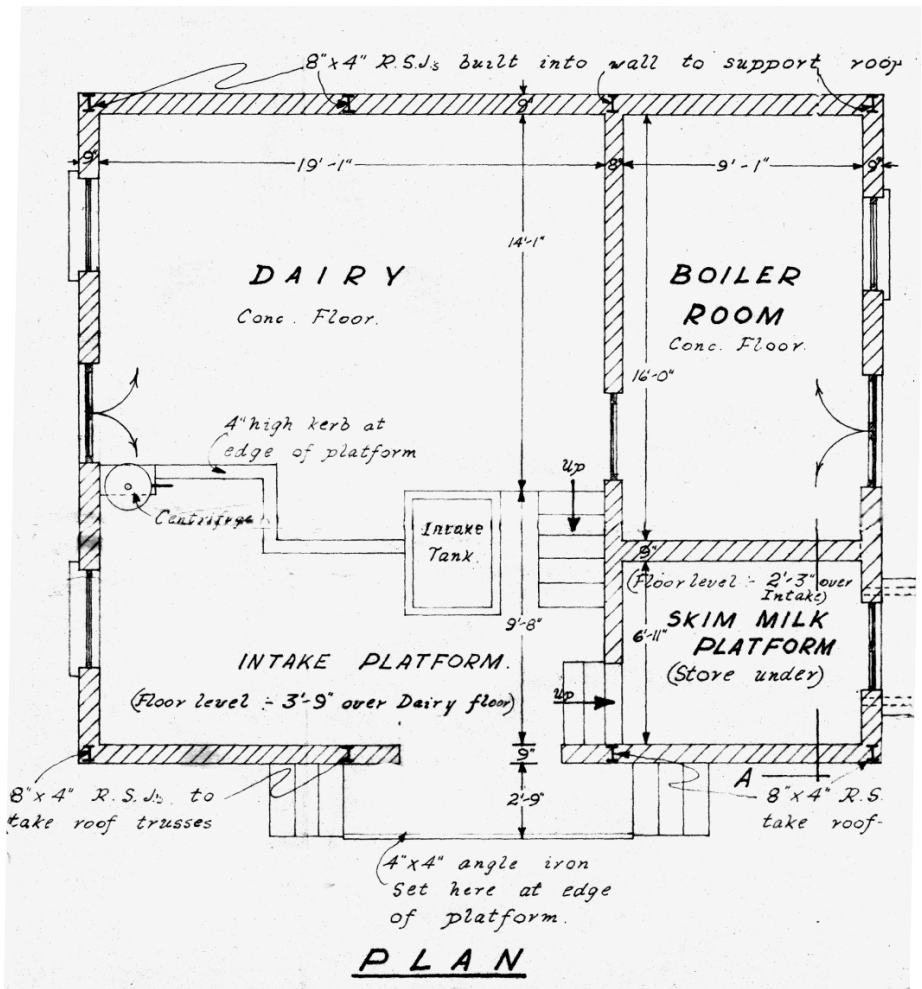 8"x4" R.S.J.s built into wall to support roof
9"
9"
19'-1"
8"
9'-1"
9"
14'-1"
DAIRY
Conc. Floor.
BOILER
ROOM
Conc. Floor.
16'-0"
4" high kerb at
edge of platform
Up
Centrifuge
Intake
Tank
9"
(Floor level :- 2'-3" over
Intake)
9'-8"
6'-11"
SKIM MILK
PLATFORM
(Store under)
INTAKE PLATFORM.
(Floor level :- 3'-9" over Dairy floor)
Up
9"
A
8"x4" R.S.J.s to
take roof trusses
2'-9"
8"x4" R.S.
take roof-
4"x4" angle iron
Set here at edge
of platform.
PLAN